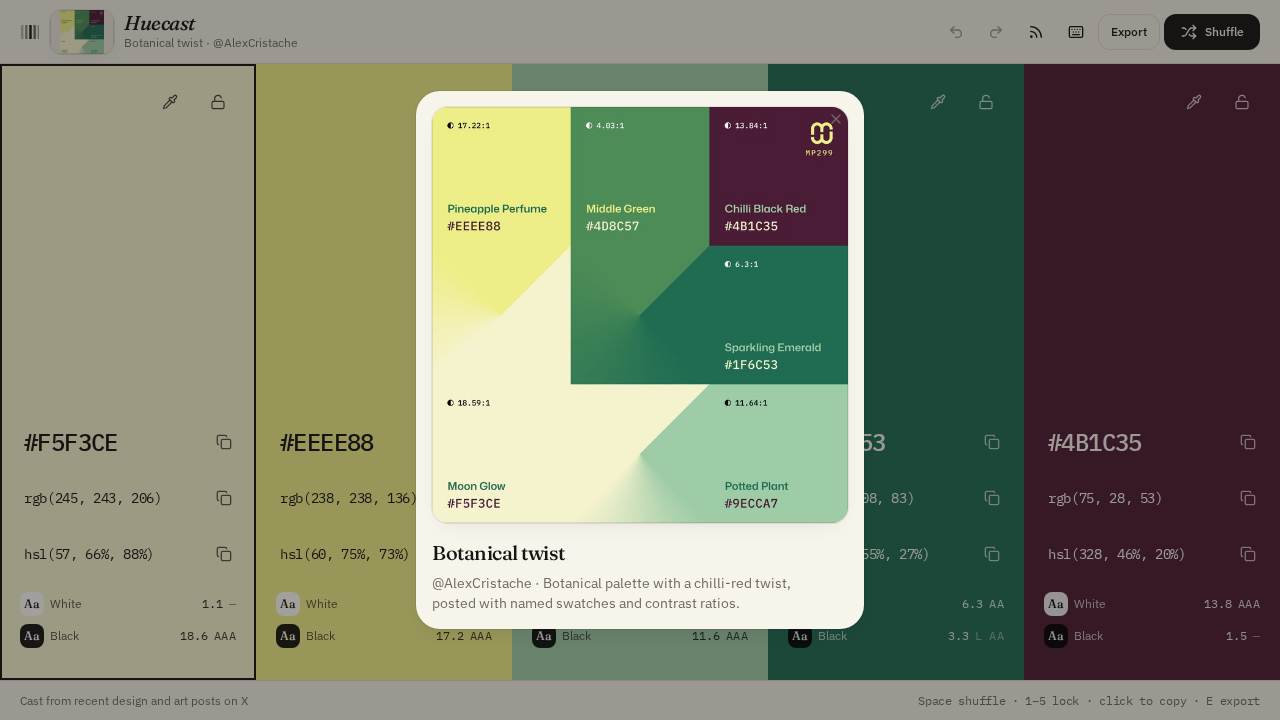 Huecast
Botanical twist · @AlexCristache
Export
Shuffle
17.22:1
4.03:1
13.84:1
MP299
Pineapple Perfume
#EEEE88
Middle Green
#4D8C57
Chilli Black Red
#4B1C35
6.3:1
Sparkling Emerald
#1F6C53
18.59:1
11.64:1
Moon Glow
#F5F3CE
Potted Plant
#9ECCA7
Botanical twist
@AlexCristache · Botanical palette with a chilli-red twist,
posted with named swatches and contrast ratios.
#F5F3CE
rgb(245, 243, 206)
hsl(57, 66%, 88%)
Aa White 1.1 –
Aa Black 18.6 AAA
#EEEE88
rgb(238, 238, 136)
hsl(60, 75%, 73%)
Aa White
Aa Black 17.2 AAA
Aa Black 11.6 AAA
53
08, 83)
55%, 27%)
6.3 AA
Aa Black 3.3 L AA
#4B1C35
rgb(75, 28, 53)
hsl(328, 46%, 20%)
Aa White 13.8 AAA
Aa Black 1.5 –
Cast from recent design and art posts on X
Space shuffle · 1–5 lock · click to copy · E export